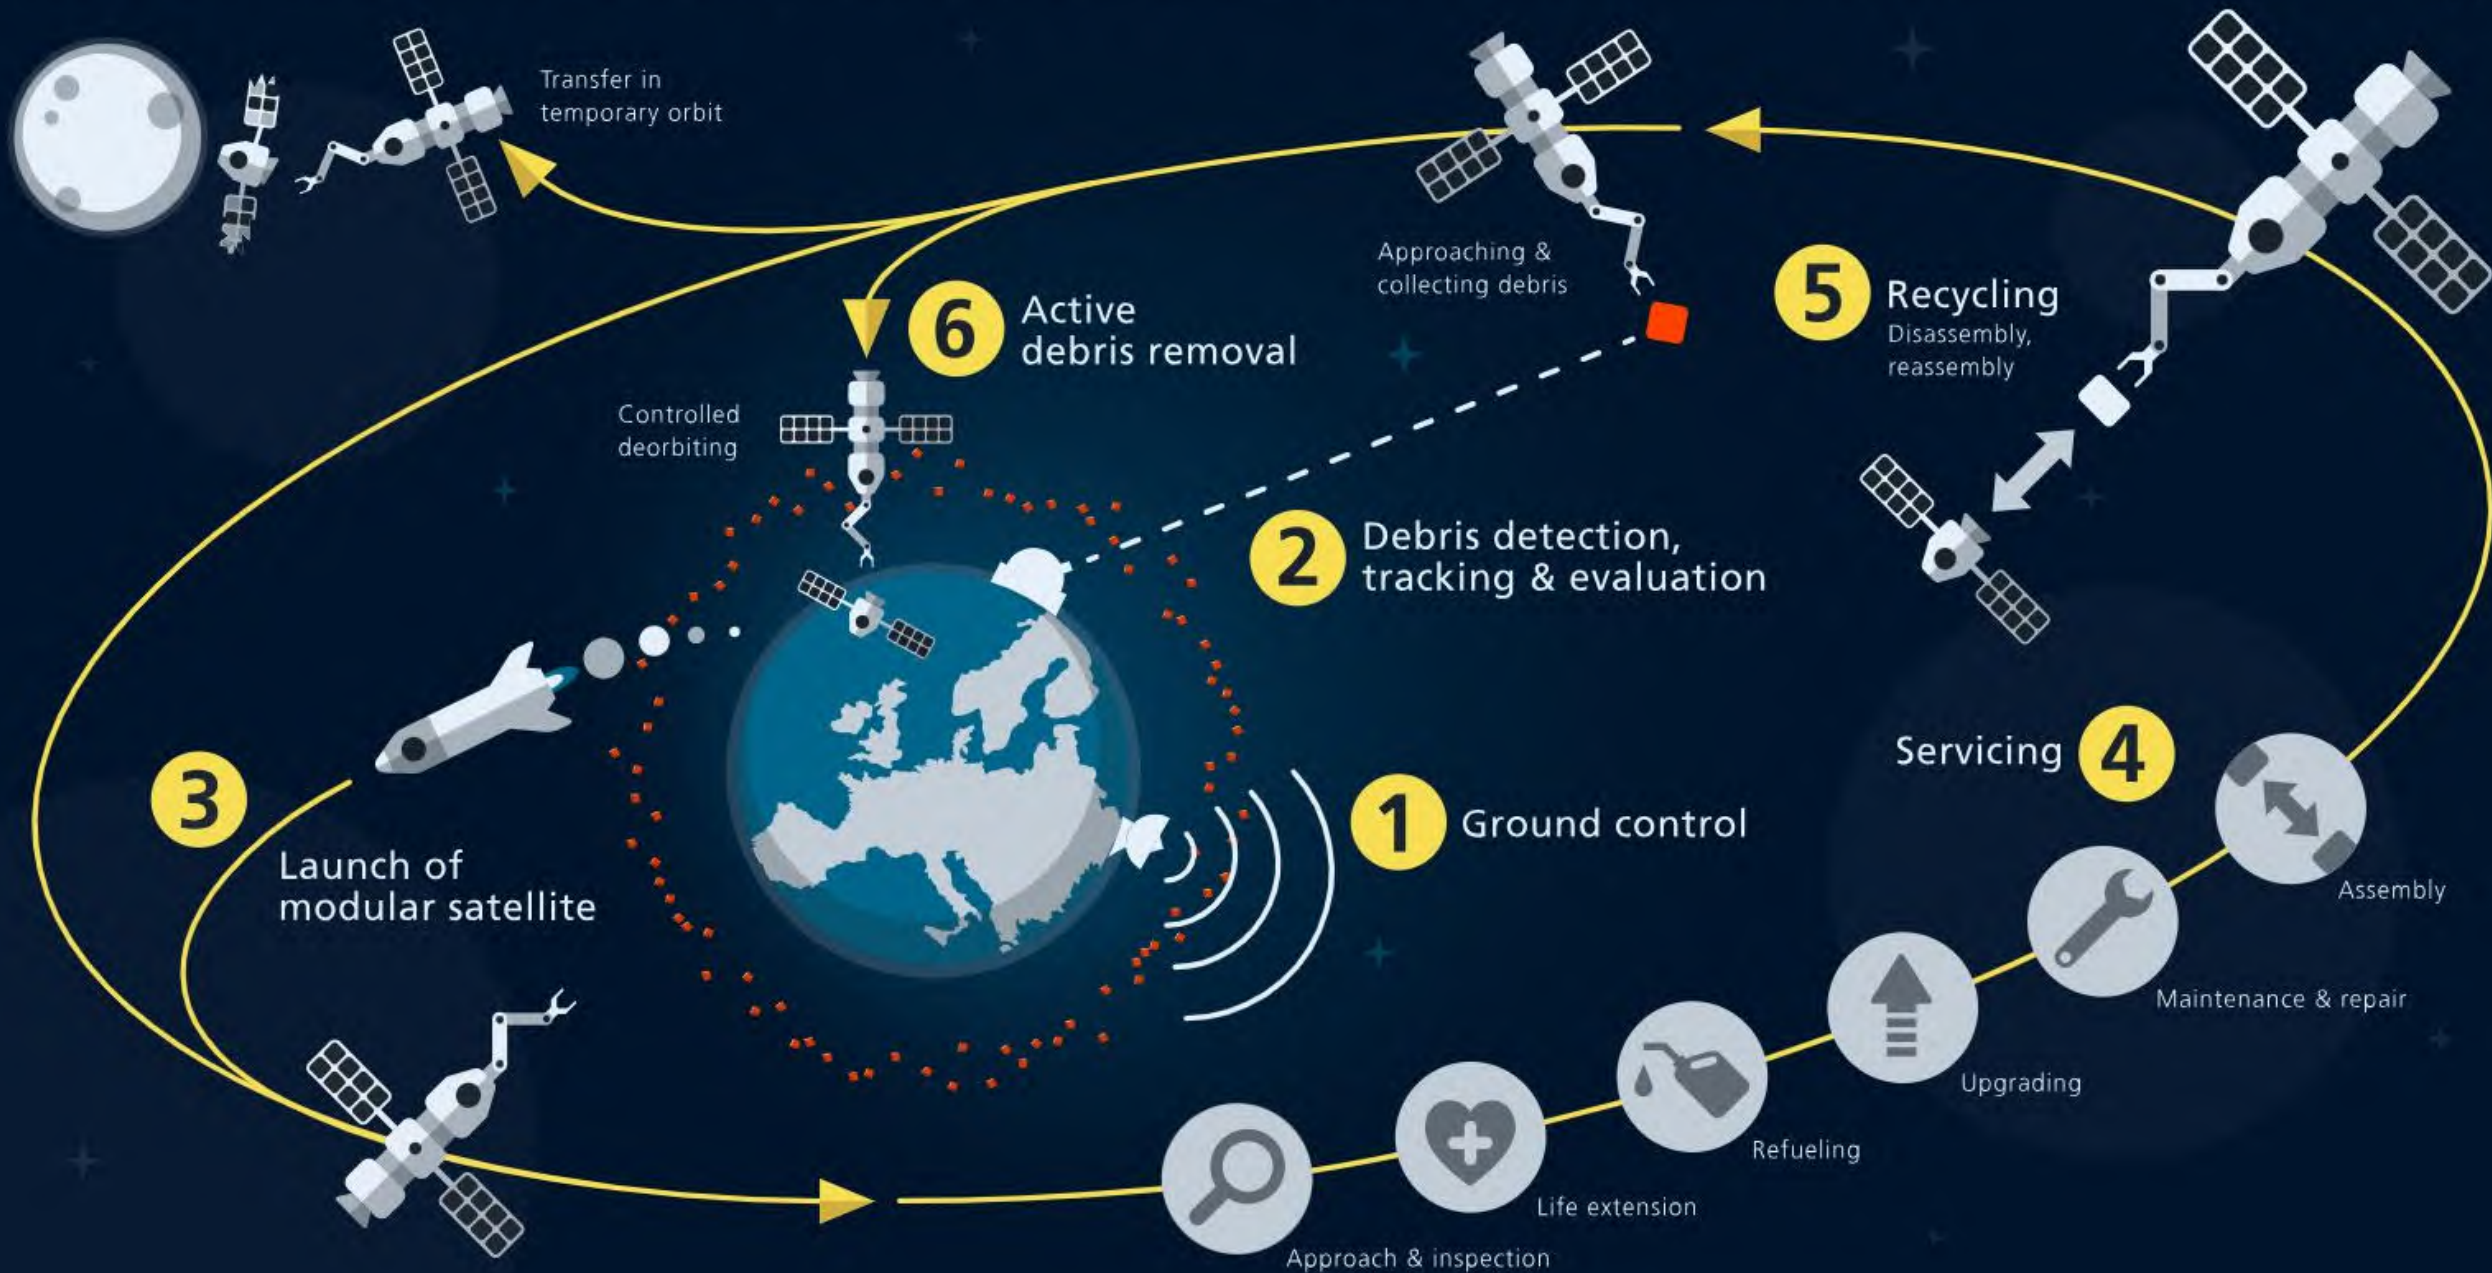 Transfer in
temporary orbit
Approaching &
collecting debris
5
Recycling
Disassembly,
reassembly
6
Active
debris removal
Controlled
deorbiting
2
Debris detection,
tracking & evaluation
3
Launch of
modular satellite
1
Ground control
Servicing
4
Assembly
Maintenance & repair
Upgrading
Refueling
Life extension
Approach & inspection